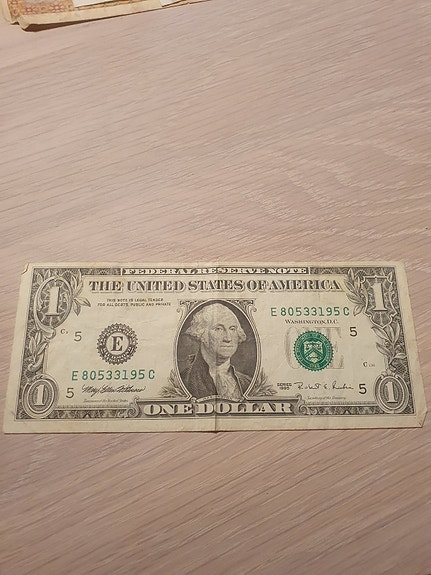 FEDERAL RESERVE NOTE
THE UNITED STATES OF AMERICA
1
1
THIS NOTE IS LEGAL TENDER
FOR ALL DEBTS, PUBLIC AND PRIVATE
E 80533195 C
WASHINGTON, D.C.
5
5
E
E 80533195 C
SERIES
1995
5
5
1
1
ONE DOLLAR